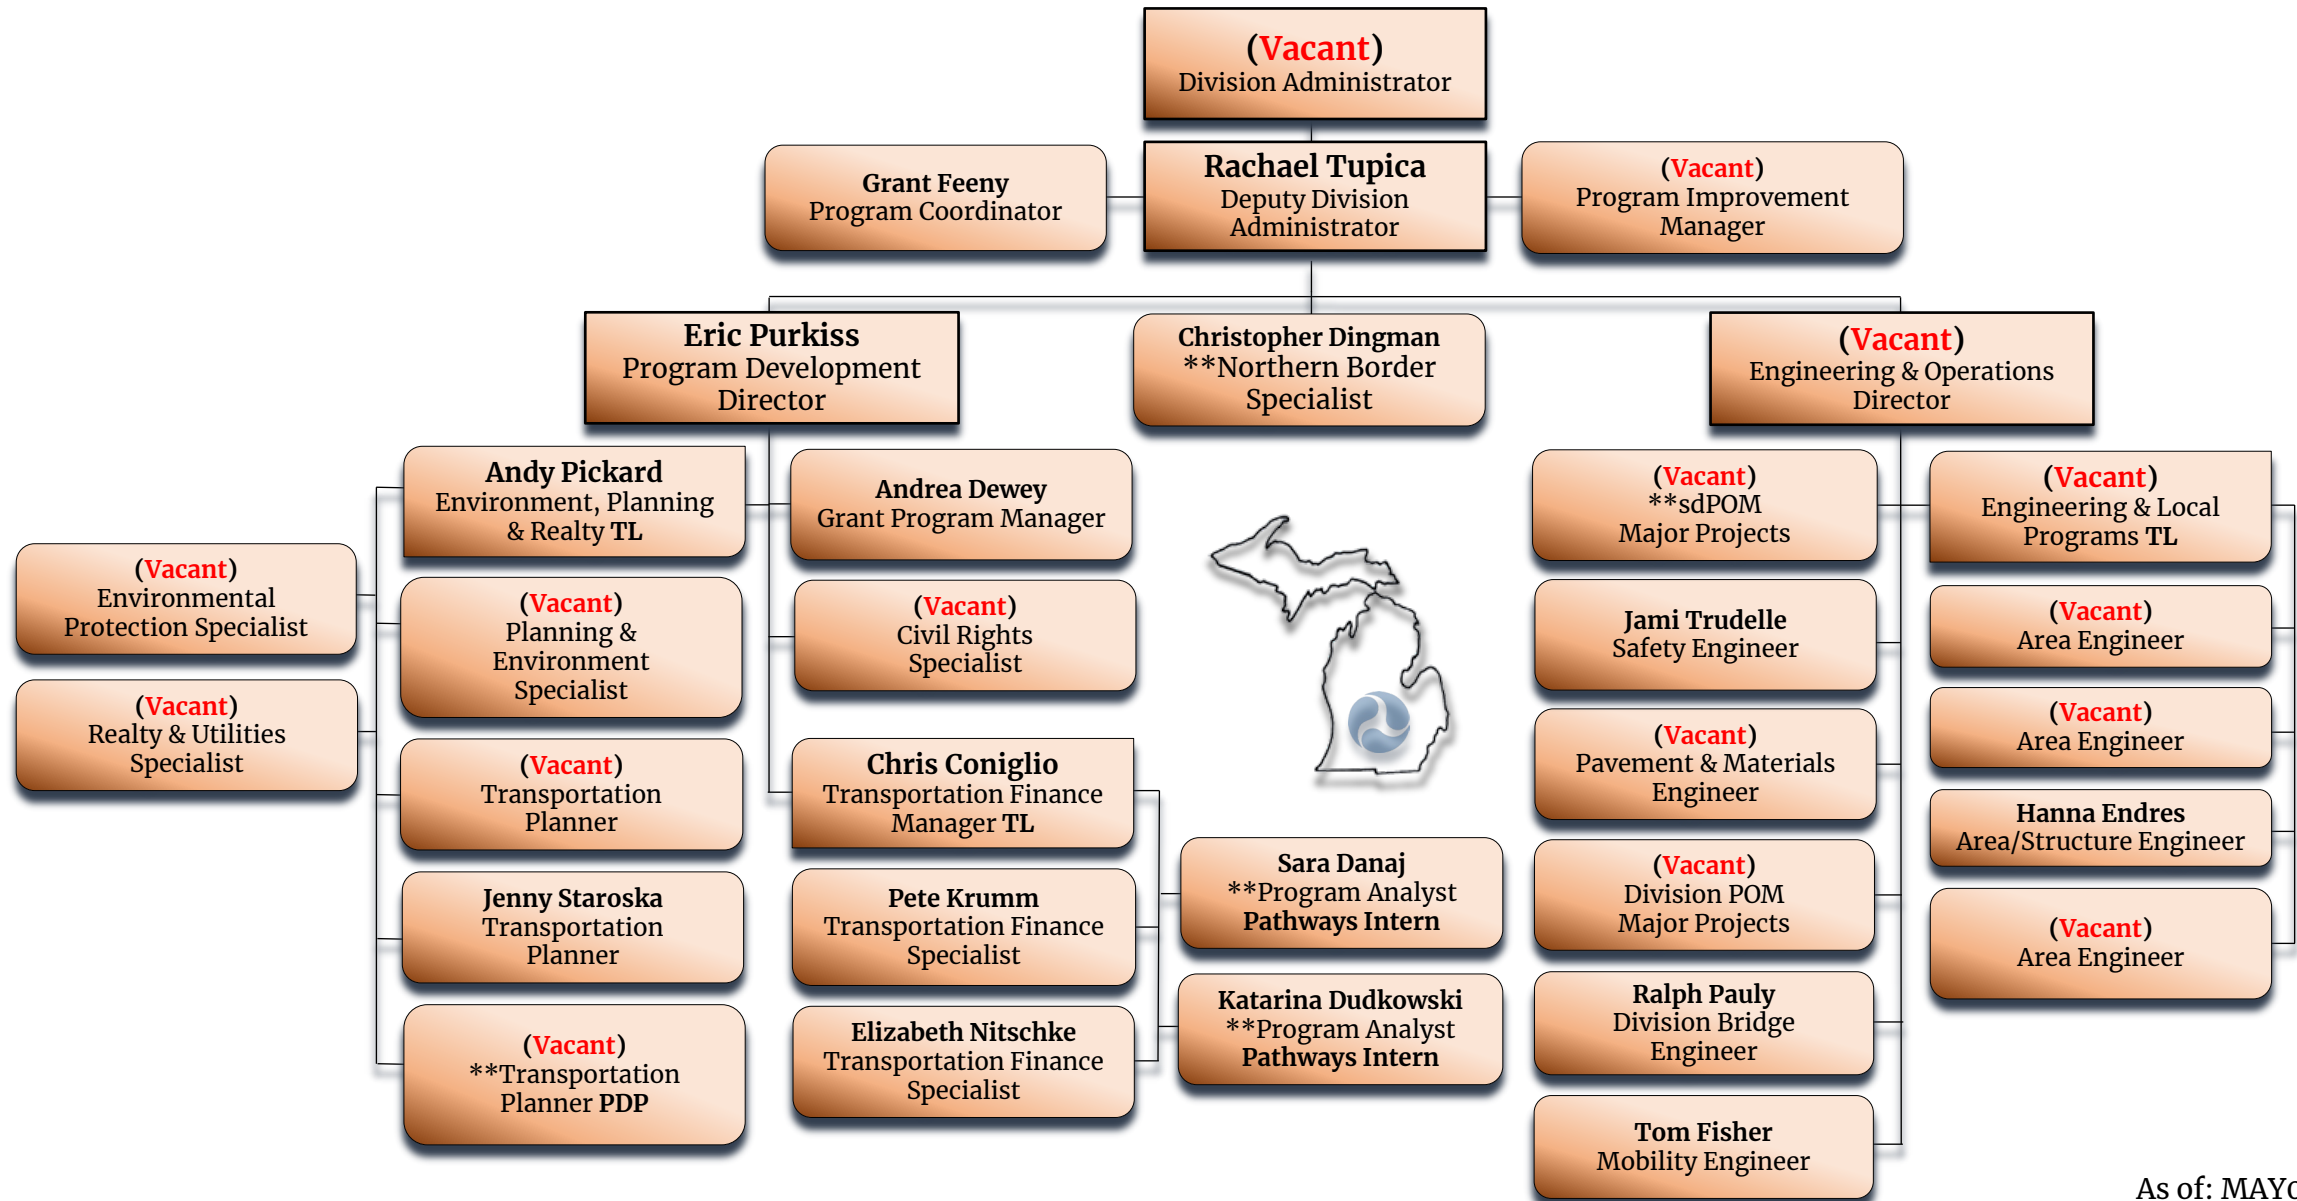 (Vacant)
Division Administrator
Grant Feeny
Program Coordinator
Rachael Tupica
Deputy Division
Administrator
(Vacant)
Program Improvement
Manager
Eric Purkiss
Program Development
Director
Christopher Dingman
**Northern Border
Specialist
(Vacant)
Engineering & Operations
Director
Andy Pickard
Environment, Planning
& Realty TL
(Vacant)
Environmental
Protection Specialist
(Vacant)
Realty & Utilities
Specialist
(Vacant)
Planning &
Environment
Specialist
(Vacant)
Transportation
Planner
Jenny Staroska
Transportation
Planner
(Vacant)
**Transportation
Planner PDP
Andrea Dewey
Grant Program Manager
(Vacant)
Civil Rights
Specialist
Chris Coniglio
Transportation Finance
Manager TL
Pete Krumm
Transportation Finance
Specialist
Elizabeth Nitschke
Transportation Finance
Specialist
Sara Danaj
**Program Analyst
Pathways Intern
Katarina Dudkowski
**Program Analyst
Pathways Intern
(Vacant)
**sdPOM
Major Projects
Jami Trudelle
Safety Engineer
(Vacant)
Pavement & Materials
Engineer
(Vacant)
Division POM
Major Projects
Ralph Pauly
Division Bridge
Engineer
Tom Fisher
Mobility Engineer
(Vacant)
Engineering & Local
Programs TL
(Vacant)
Area Engineer
(Vacant)
Area Engineer
Hanna Endres
Area/Structure Engineer
(Vacant)
Area Engineer
As of: MAY